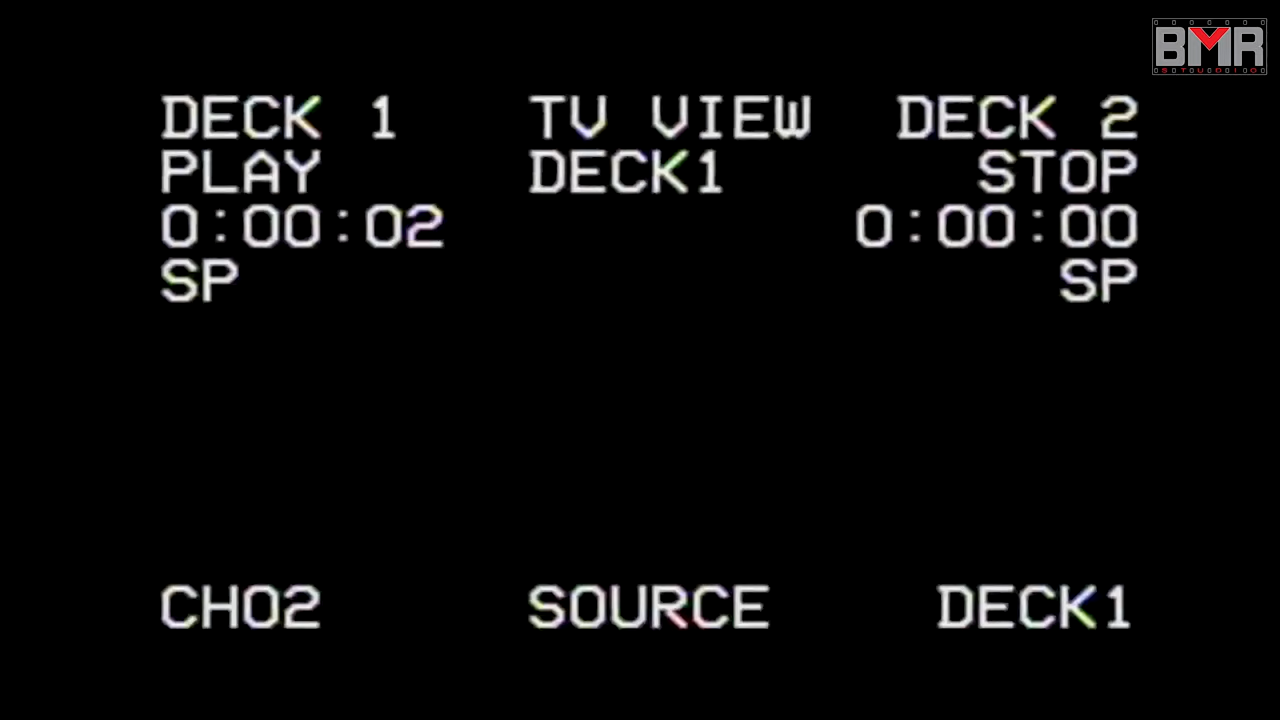 BMR
STUDIO
DECK 1 TV VIEW DECK 2
PLAY DECK1 STOP
0:00:02 0:00:00
SP SP
CH02 SOURCE DECK1